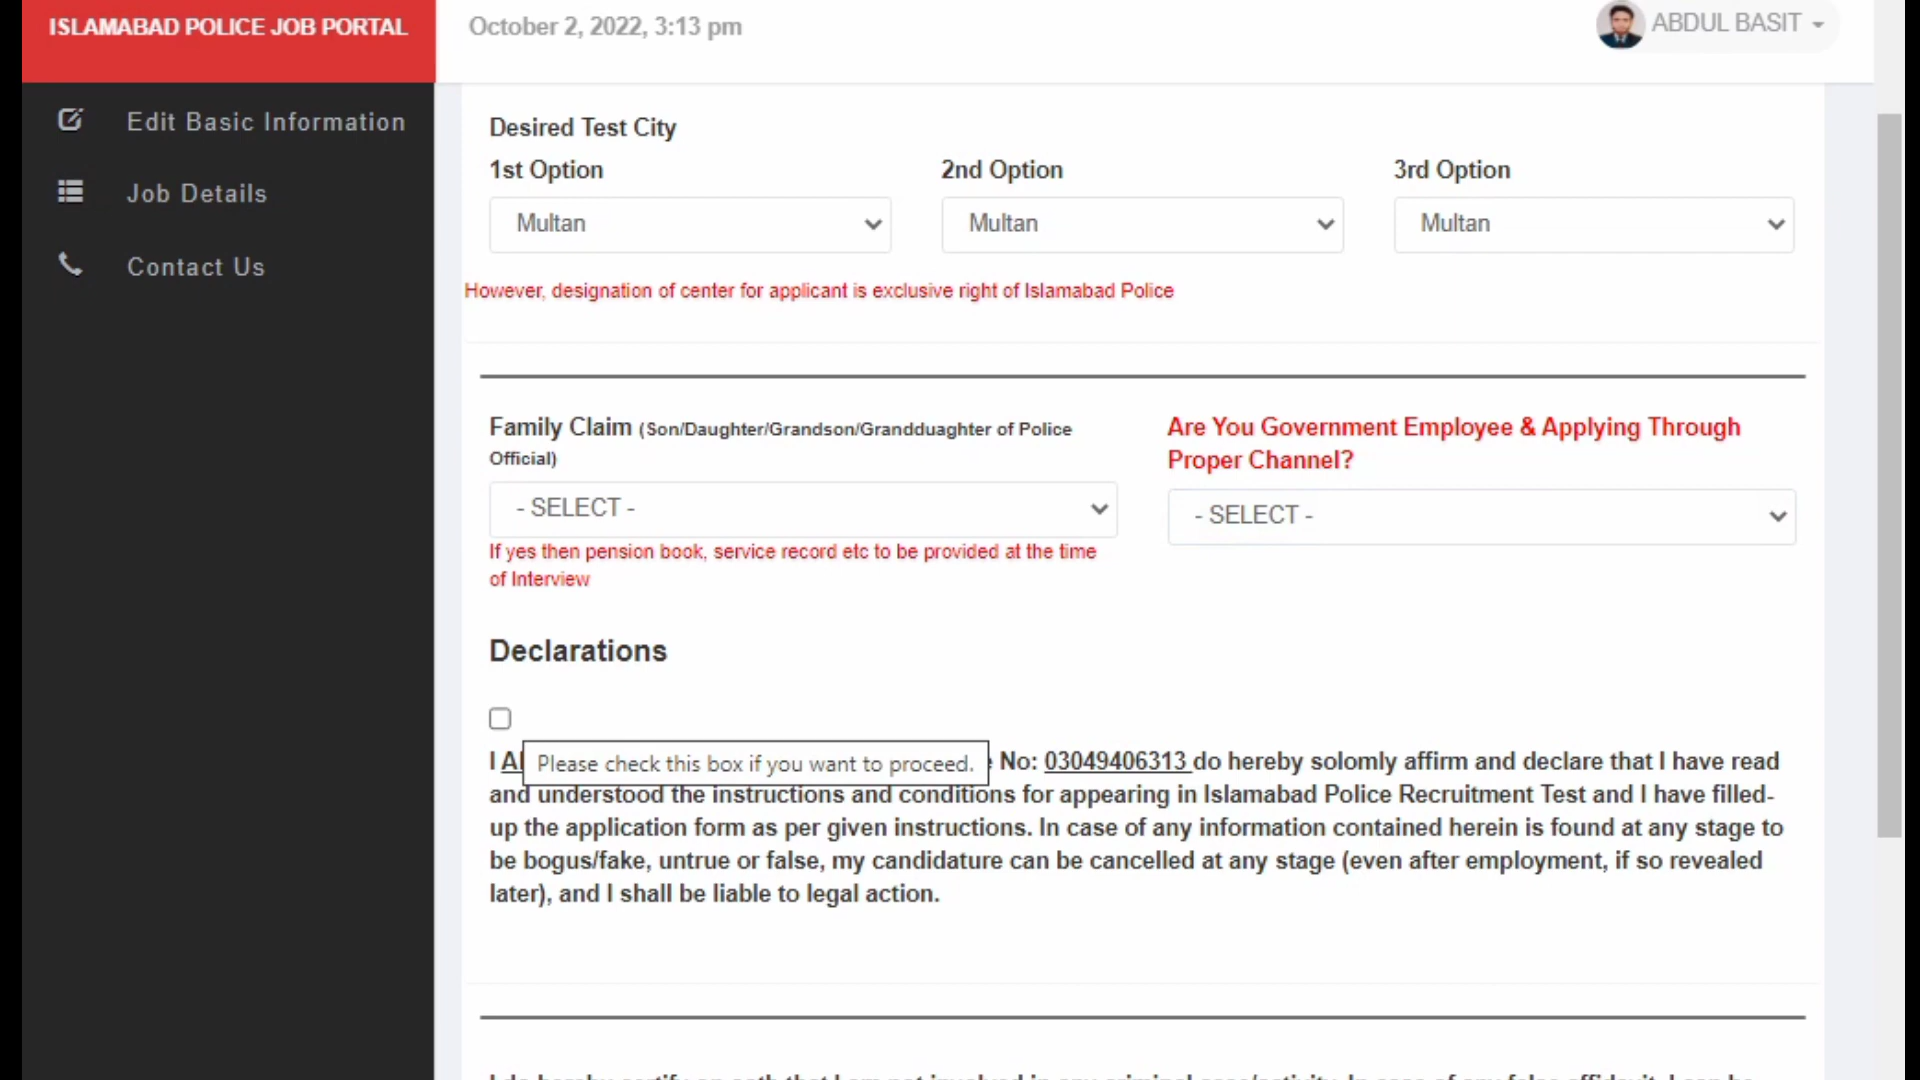 ISLAMABAD POLICE JOB PORTAL
October 2, 2022, 3:13 pm
ABDUL BASIT
Edit Basic Information
Job Details
Contact Us
Desired Test City
1st Option 2nd Option 3rd Option
Multan Multan Multan
However, designation of center for applicant is exclusive right of Islamabad Police
Family Claim (Son/Daughter/Grandson/Grandduaghter of Police
Official)
- SELECT -
If yes then pension book, service record etc to be provided at the time
of Interview
Are You Government Employee & Applying Through
Proper Channel?
- SELECT -
Declarations
Please check this box if you want to proceed.
I No: 03049406313 do hereby solomly affirm and declare that I have read
and understood the instructions and conditions for appearing in Islamabad Police Recruitment Test and I have filled-
up the application form as per given instructions. In case of any information contained herein is found at any stage to
be bogus/fake, untrue or false, my candidature can be cancelled at any stage (even after employment, if so revealed
later), and I shall be liable to legal action.